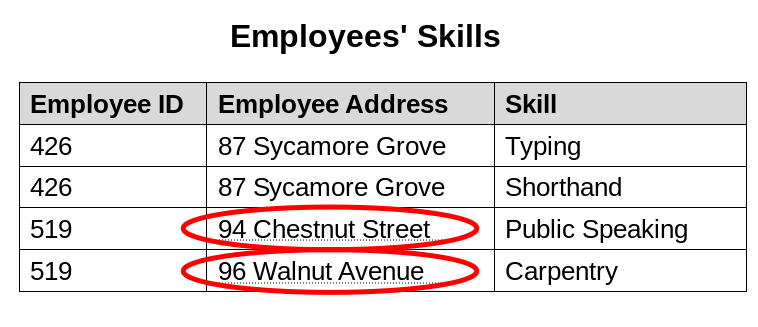 Employees' Skills
Employee ID Employee Address Skill
426 87 Sycamore Grove Typing
426 87 Sycamore Grove Shorthand
519 94 Chestnut Street Public Speaking
519 96 Walnut Avenue Carpentry